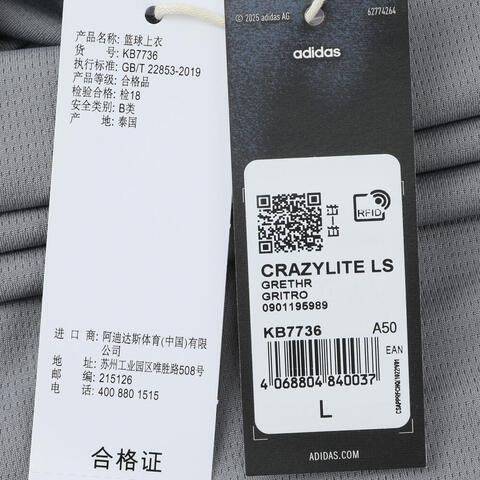 产品名称: 篮球上衣
货　　号: KB7736
执行标准: GB/T 22853-2019
产品等级: 合格品
检验合格: 检18
安全类别: B类
产　　地: 泰国
进 口 商: 阿迪达斯体育(中国)有限公司
地址: 苏州工业园区唯胜路58号
邮编: 215126
电话: 400 880 1515
合格证
© 2025 adidas AG
62774264
adidas
RFID
CRAZYLITE LS
GRETHR
GRITRO
0901195989
KB7736 A50
EAN
4 068804 840037
L
ADIDAS.COM